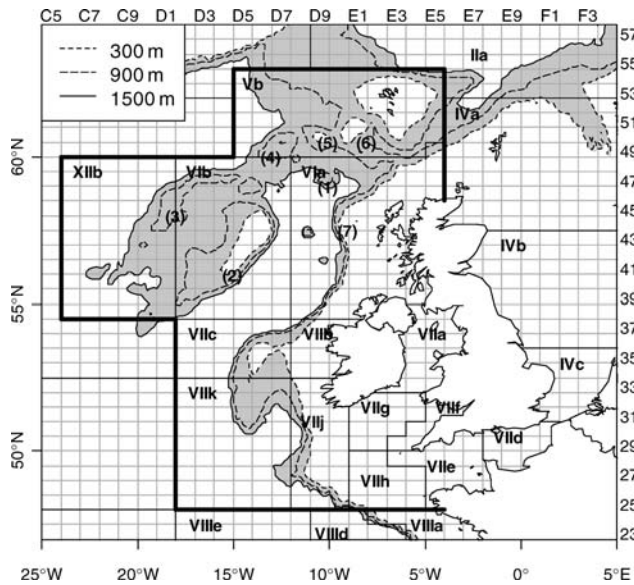 C5 C7 C9 D1 D3 D5 D7 D9 E1 E3 E5 E7 E9 F1 F3
300 m
900 m
1500 m
IIa
Vb
IVa
57
55
53
51
49
47
45
43
41
39
37
35
33
31
29
27
25
23
60°N
55°N
50°N
(5) (6)
(4)
XIIb VIb VIa
(1)
(3)
(7)
IVb
(2)
VIIc VIIb VIIa
IVc
VIIk
VIIj VIIg VIIf
VIId
VIIe
VIIh
VIIIe VIIId VIIIa
25°W 20°W 15°W 10°W 5°W 0° 5°E